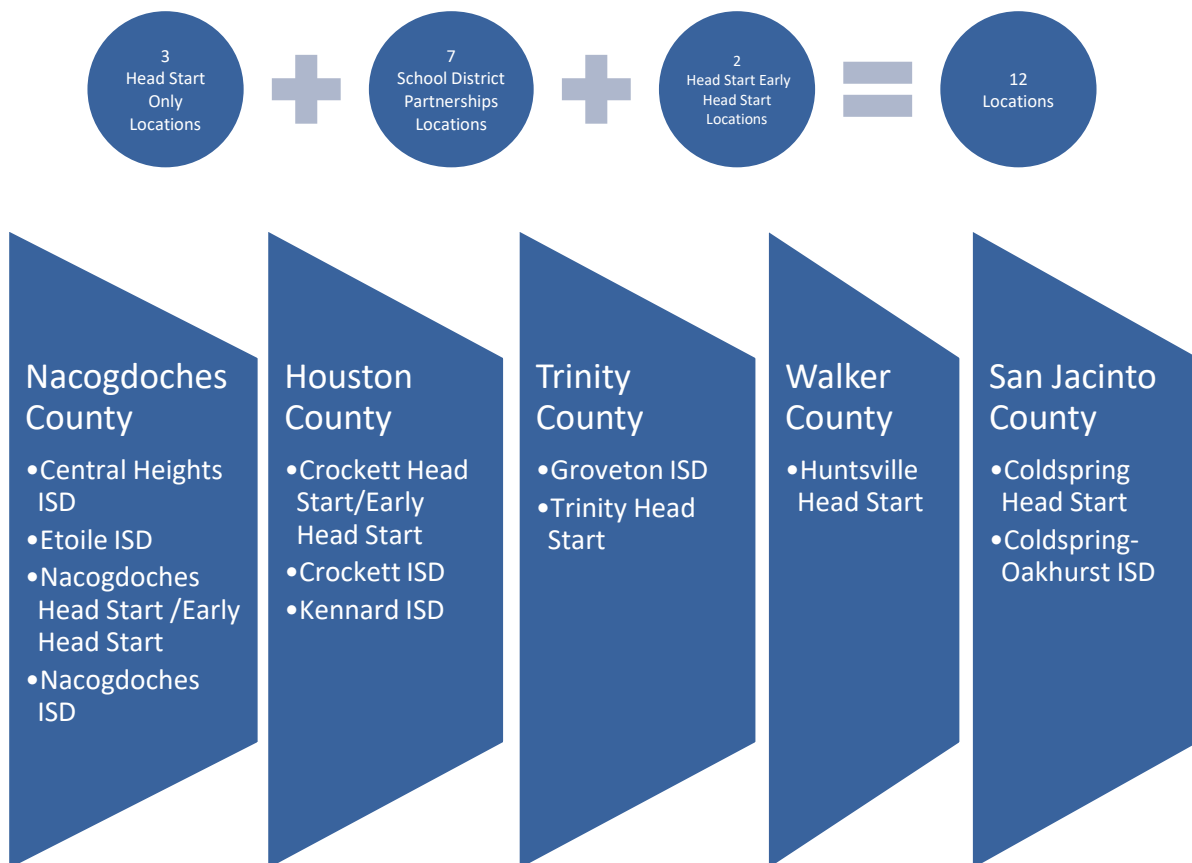 3
Head Start
Only
Locations
7
School District
Partnerships
Locations
2
Head Start Early
Head Start
Locations
12
Locations
Nacogdoches
County
•Central Heights
ISD
•Etoile ISD
•Nacogdoches
Head Start /Early
Head Start
•Nacogdoches
ISD
Houston
County
•Crockett Head
Start/Early
Head Start
•Crockett ISD
•Kennard ISD
Trinity
County
•Groveton ISD
•Trinity Head
Start
Walker
County
•Huntsville
Head Start
San Jacinto
County
•Coldspring
Head Start
•Coldspring-
Oakhurst ISD